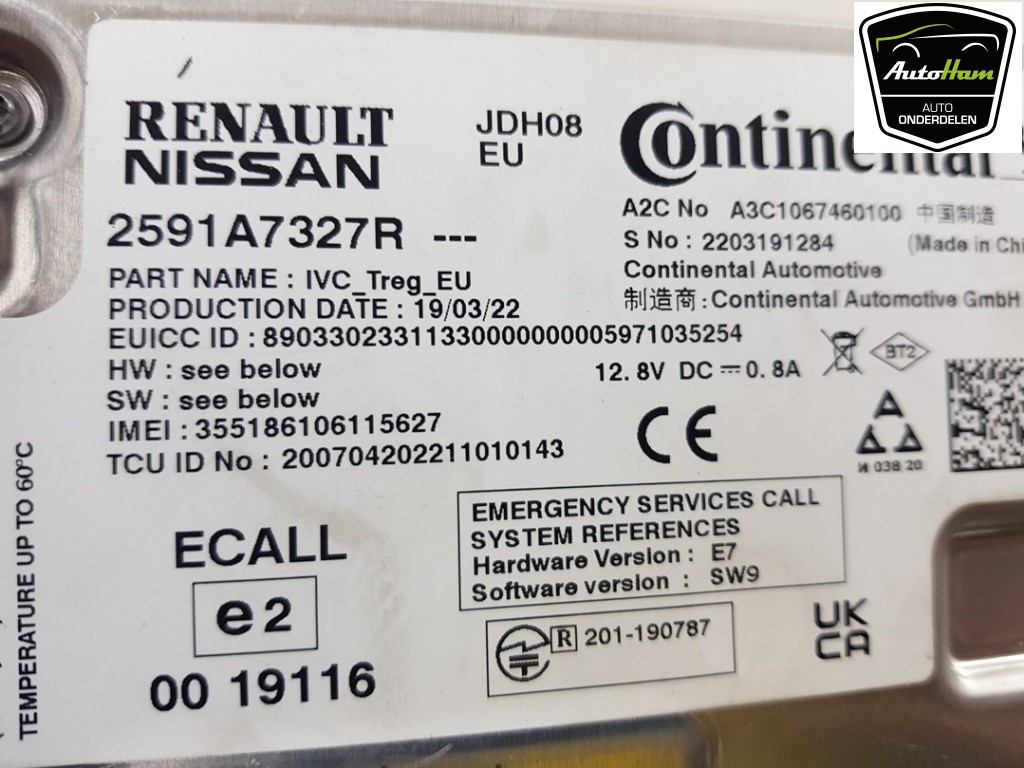 AutoHam
AUTO
ONDERDELEN
RENAULT
NISSAN
JDH08
EU
Continental
2591A7327R ---
A2C No A3C1067460100 中国制造
S No : 2203191284 (Made in Chi
Continental Automotive
制造商 : Continental Automotive GmbH
PART NAME : IVC_Treg_EU
PRODUCTION DATE : 19/03/22
EUICC ID : 89033023311330000000005971035254
HW : see below
SW : see below
12.8V DC 0.8A
BT2
IMEI : 355186106115627
TCU ID No : 200704202211010143
CE
И 038 20
TEMPERATURE UP TO 60°C
ECALL
e2
00 19116
EMERGENCY SERVICES CALL
SYSTEM REFERENCES
Hardware Version : E7
Software version : SW9
R 201-190787
UK
CA